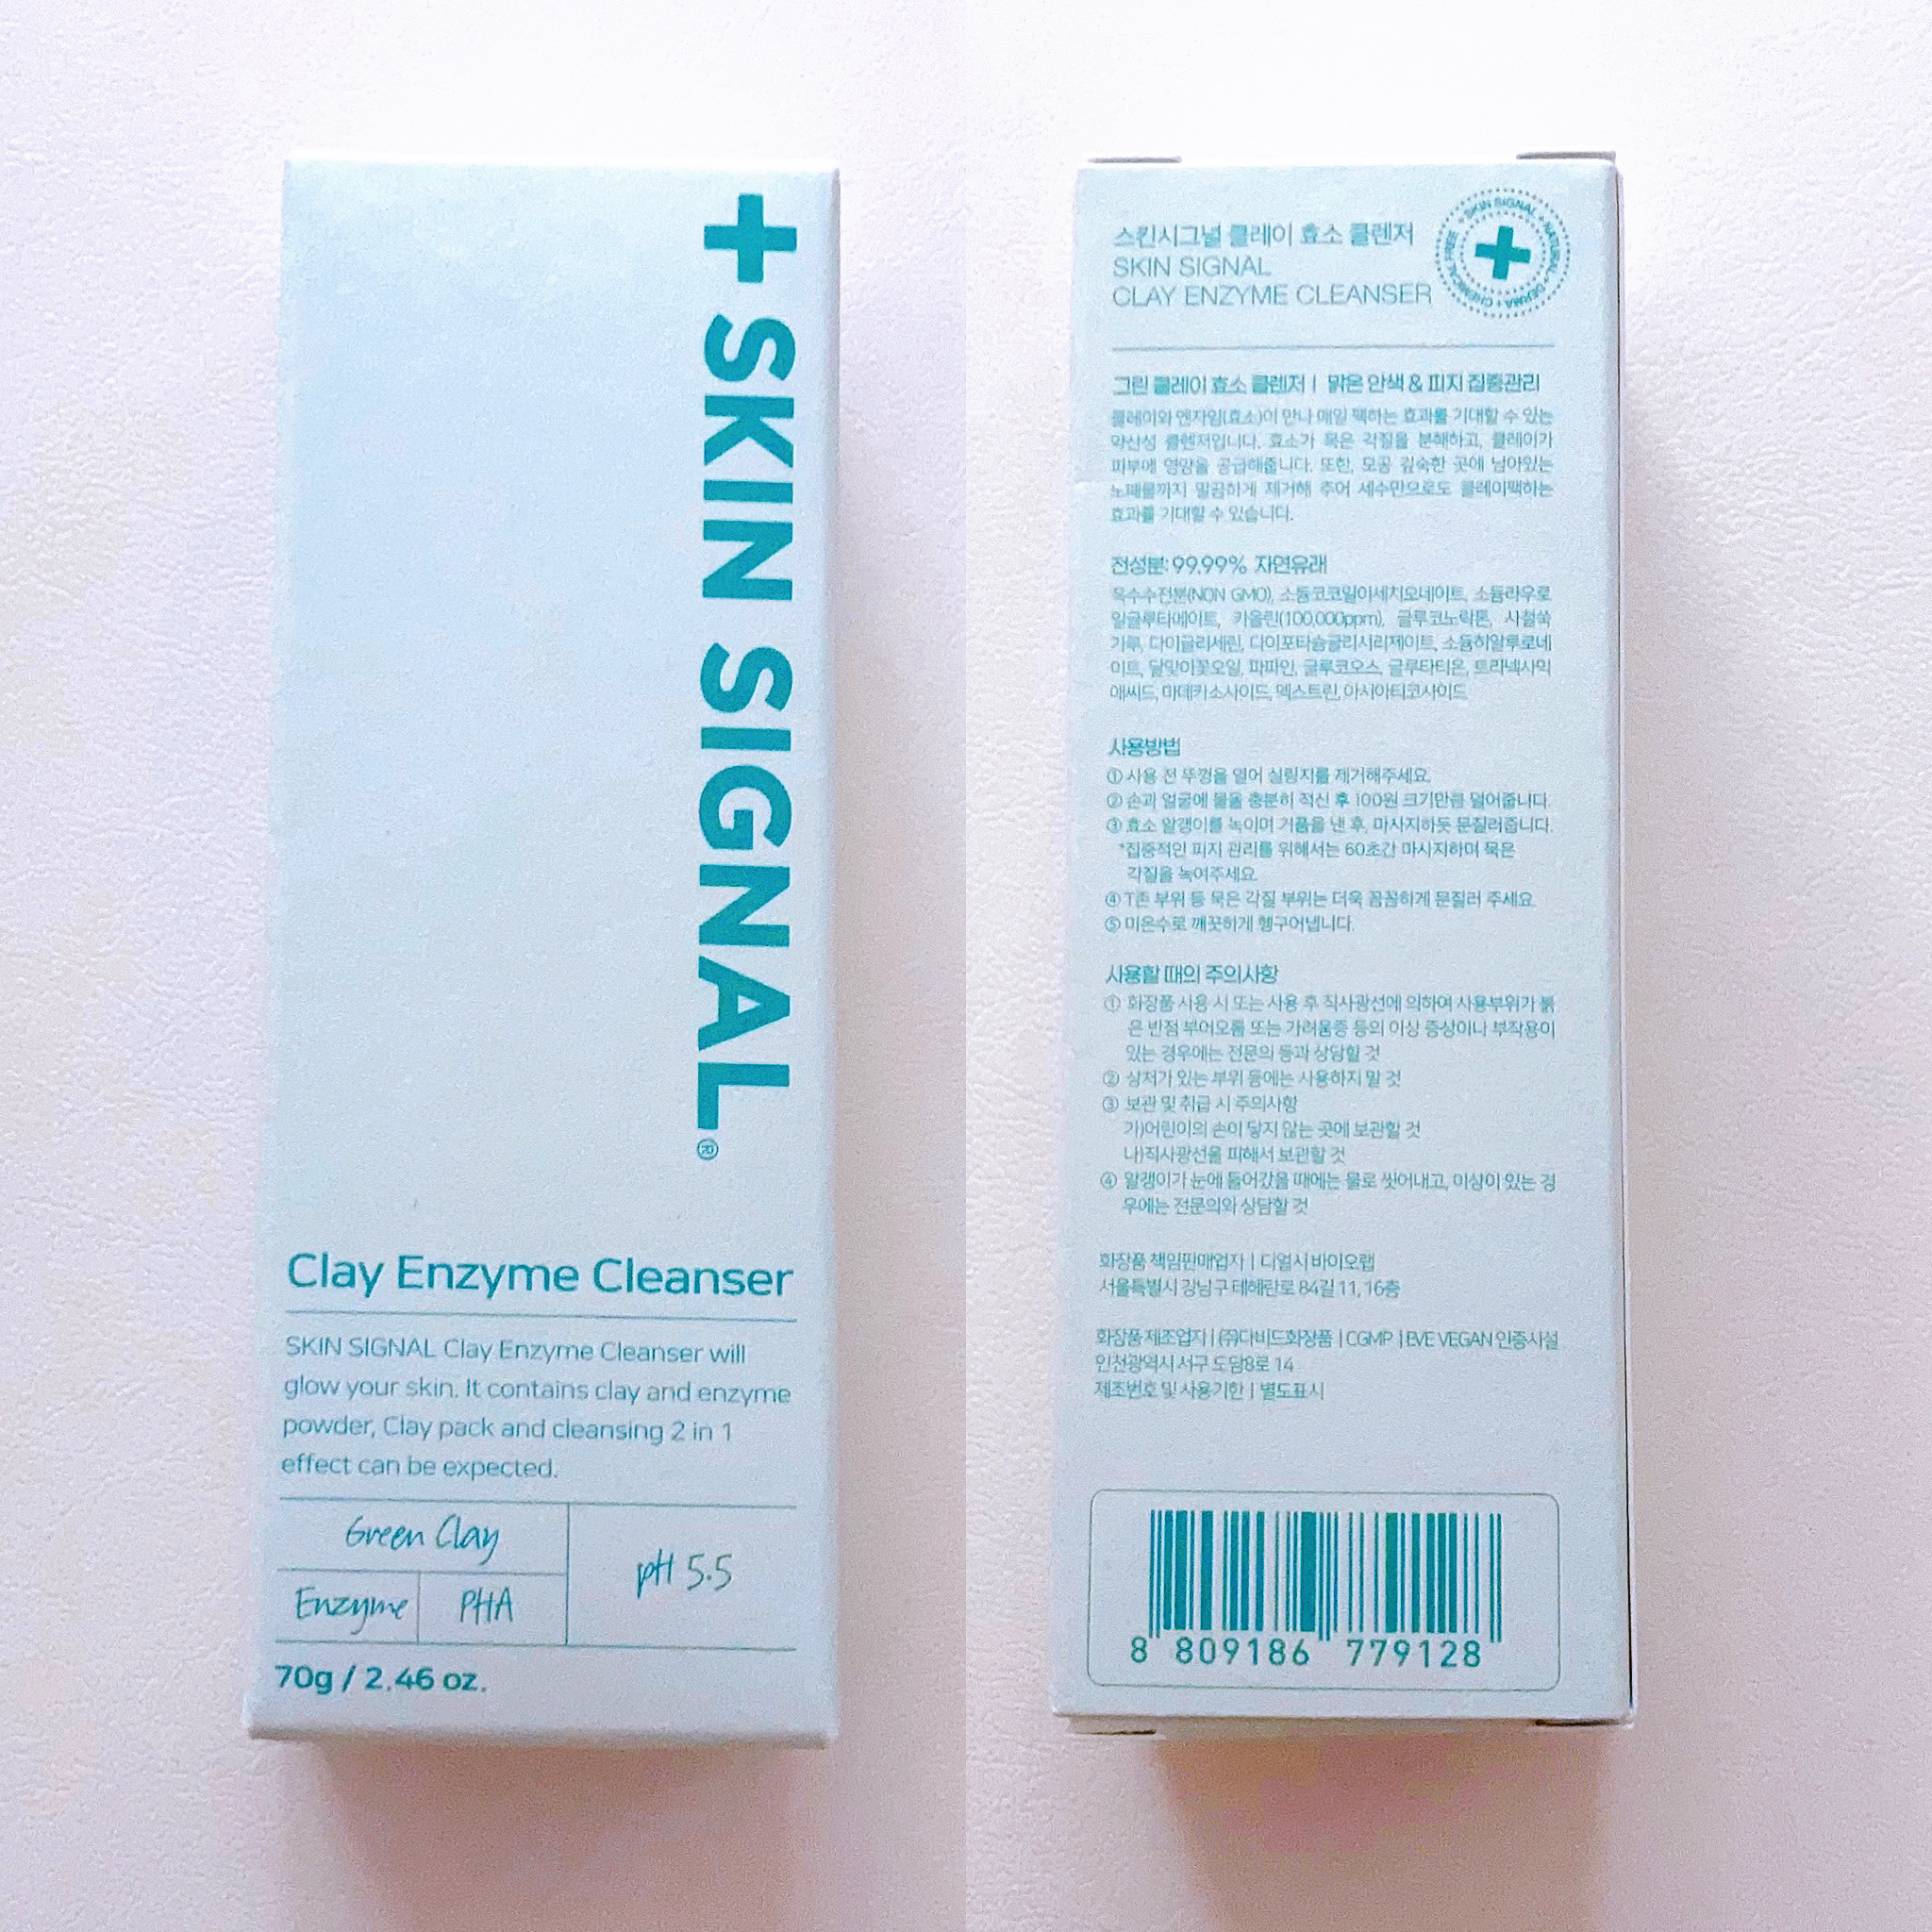 + SKIN SIGNAL®
Clay Enzyme Cleanser
SKIN SIGNAL Clay Enzyme Cleanser will
glow your skin. It contains clay and enzyme
powder, Clay pack and cleansing 2 in 1
effect can be expected.
Green Clay
Enzyme
PHA
pH 5.5
70g / 2.46 oz.
스킨시그널 클레이 효소 클렌저
SKIN SIGNAL
CLAY ENZYME CLEANSER
SKIN SIGNAL + NATURAL DERMA + CHEMICAL FREE +
그린 클레이 효소 클렌저 | 맑은 안색 & 피지 집중관리
클레이와 엔자임(효소)이 만나 매일 팩하는 효과를 기대할 수 있는
약산성 클렌저입니다. 효소가 묵은 각질을 분해하고, 클레이가
피부에 영양을 공급해줍니다. 또한, 모공 깊숙한 곳에 남아있는
노폐물까지 말끔하게 제거해 주어 세수만으로도 클레이팩하는
효과를 기대할 수 있습니다.
전성분: 99.99% 자연유래
옥수수전분(NON GMO), 소듐코코일이세치오네이트, 소듐라우로
일글루타메이트, 카올린(100,000ppm), 글루코노락톤, 사철쑥
가루, 다이글리세린, 다이포타슘글리시리제이트, 소듐히알루로네
이트, 달맞이꽃오일, 파파인, 글루코오스, 글루타티온, 트라넥사믹
애씨드, 마데카소사이드, 덱스트린, 아시아티코사이드
사용방법
① 사용 전 뚜껑을 열어 실링지를 제거해주세요.
② 손과 얼굴에 물을 충분히 적신 후 100원 크기만큼 덜어줍니다.
③ 효소 알갱이를 녹이며 거품을 낸 후, 마사지하듯 문질러줍니다.
*집중적인 피지 관리를 위해서는 60초간 마사지하며 묵은
각질을 녹여주세요.
④ T존 부위 등 묵은 각질 부위는 더욱 꼼꼼하게 문질러 주세요.
⑤ 미온수로 깨끗하게 헹구어냅니다.
사용할 때의 주의사항
① 화장품 사용 시 또는 사용 후 직사광선에 의하여 사용부위가 붉
은 반점 부어오름 또는 가려움증 등의 이상 증상이나 부작용이
있는 경우에는 전문의 등과 상담할 것
② 상처가 있는 부위 등에는 사용하지 말 것
③ 보관 및 취급 시 주의사항
가)어린이의 손이 닿지 않는 곳에 보관할 것
나)직사광선을 피해서 보관할 것
④ 알갱이가 눈에 들어갔을 때에는 물로 씻어내고, 이상이 있는 경
우에는 전문의와 상담할 것
화장품 책임판매업자 | 디얼시바이오랩
서울특별시 강남구 테헤란로 84길 11, 16층
화장품 제조업자 | (주)다비드화장품 | CGMP | EVE VEGAN 인증시설
인천광역시 서구 도담8로 14
제조번호 및 사용기한 | 별도표시
8 809186 779128